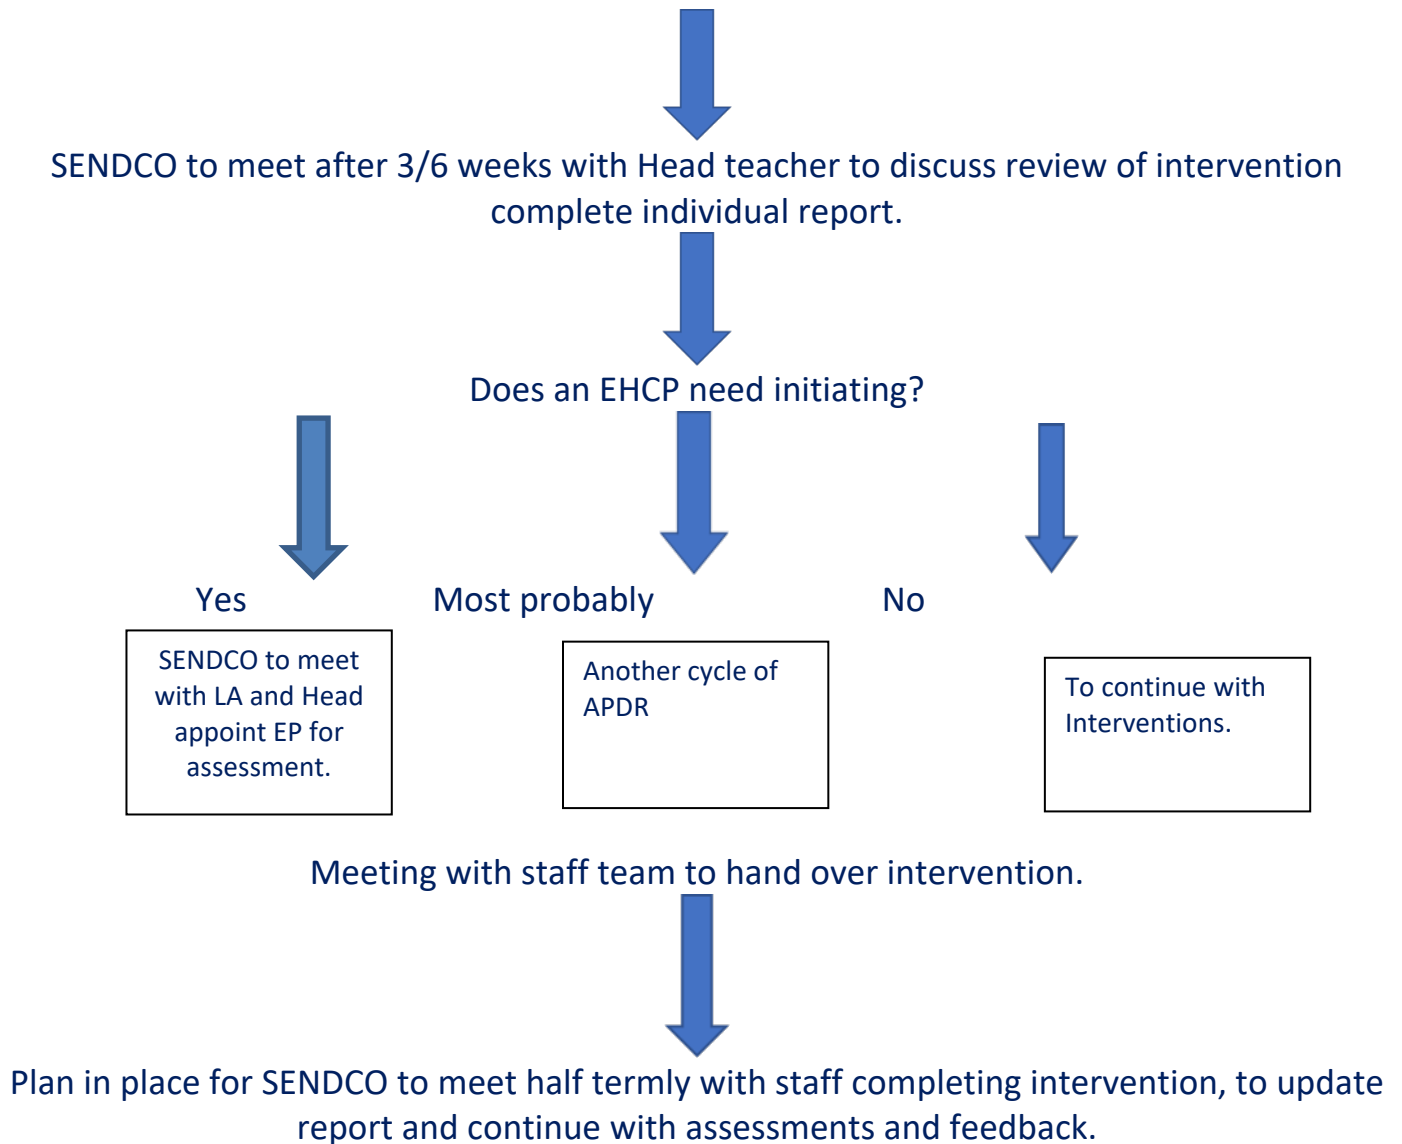 SENDCO to meet after 3/6 weeks with Head teacher to discuss review of intervention
complete individual report.
Does an EHCP need initiating?
Yes
Most probably
No
SENDCO to meet
with LA and Head
appoint EP for
assessment.
Another cycle of
APDR
To continue with
Interventions.
Meeting with staff team to hand over intervention.
Plan in place for SENDCO to meet half termly with staff completing intervention, to update
report and continue with assessments and feedback.